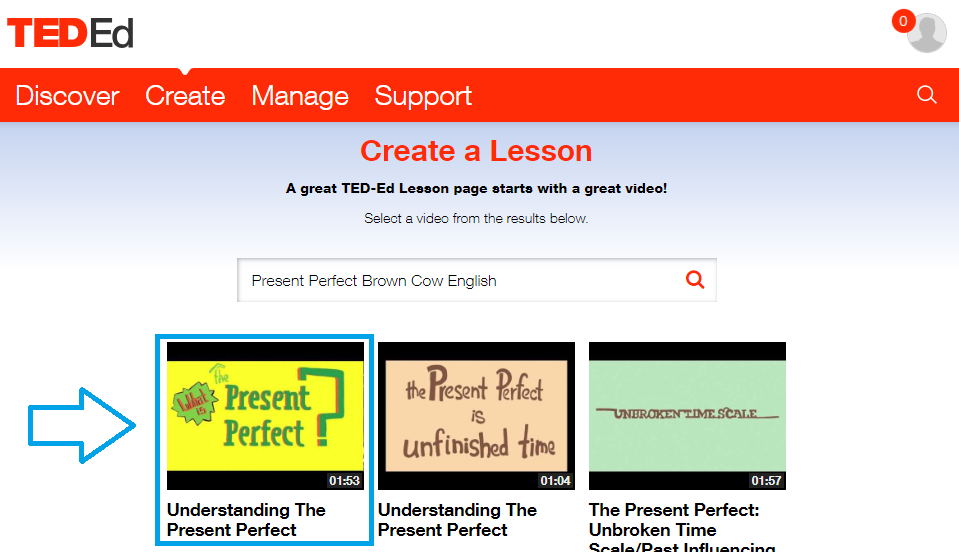 TEDEd
0
Discover Create Manage Support
Create a Lesson
A great TED-Ed Lesson page starts with a great video!
Select a video from the results below.
Present Perfect Brown Cow English
What is
the
Present
Perfect ?
01:53
Understanding The
Present Perfect
the Present Perfect
is
unfinished time
01:04
Understanding The
Present Perfect
UNBROKEN TIME SCALE
01:57
The Present Perfect:
Unbroken Time
Scale/Past Influencing